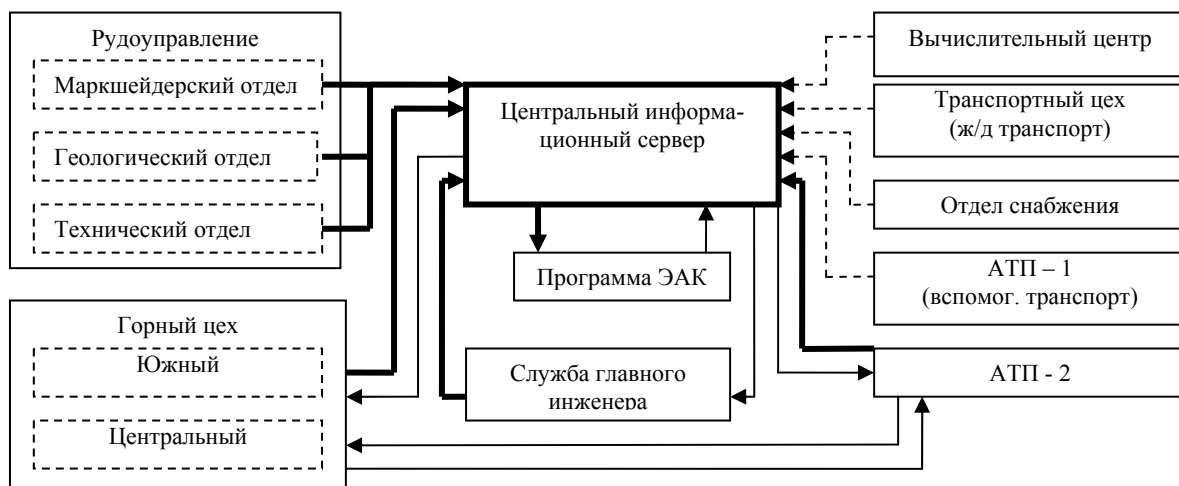 Рудоуправление
Маркшейдерский отдел
Геологический отдел
Технический отдел
Горный цех
Южный
Центральный
Центральный информа-
ционный сервер
Программа ЭАК
Служба главного
инженера
Вычислительный центр
Транспортный цех
(ж/д транспорт)
Отдел снабжения
АТП – 1
(вспомог. транспорт)
АТП - 2